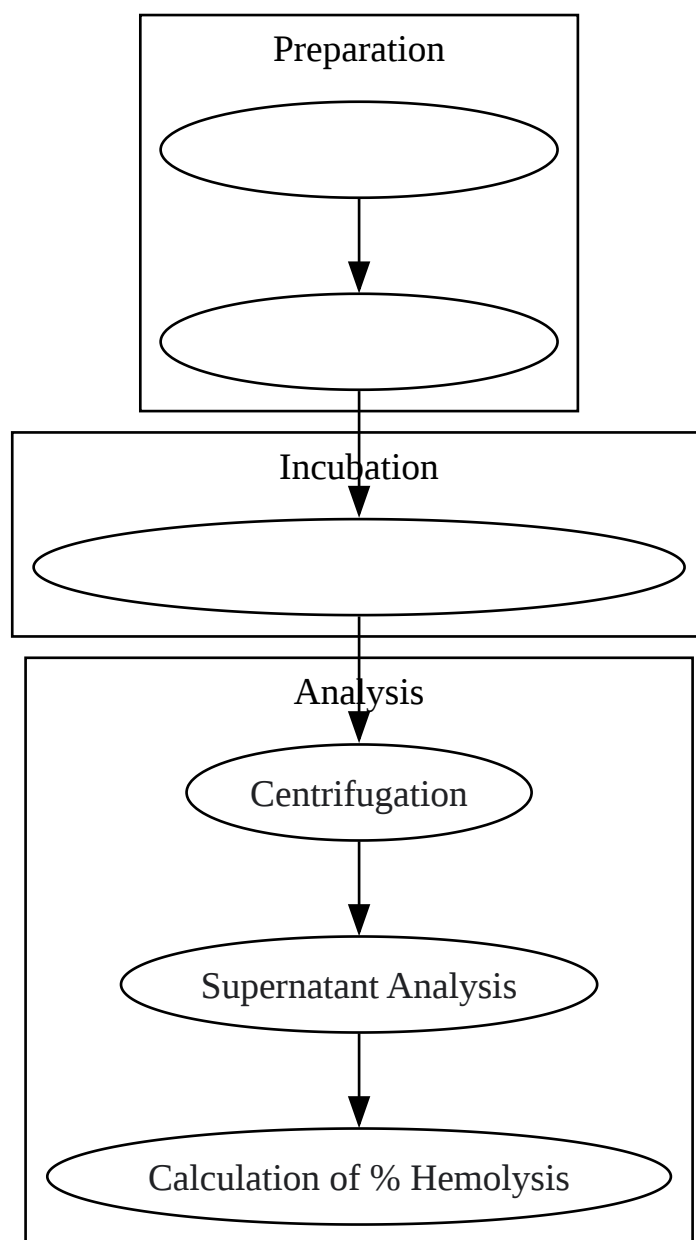 Preparation
Incubation
Analysis
Centrifugation
Supernatant Analysis
Calculation of % Hemolysis